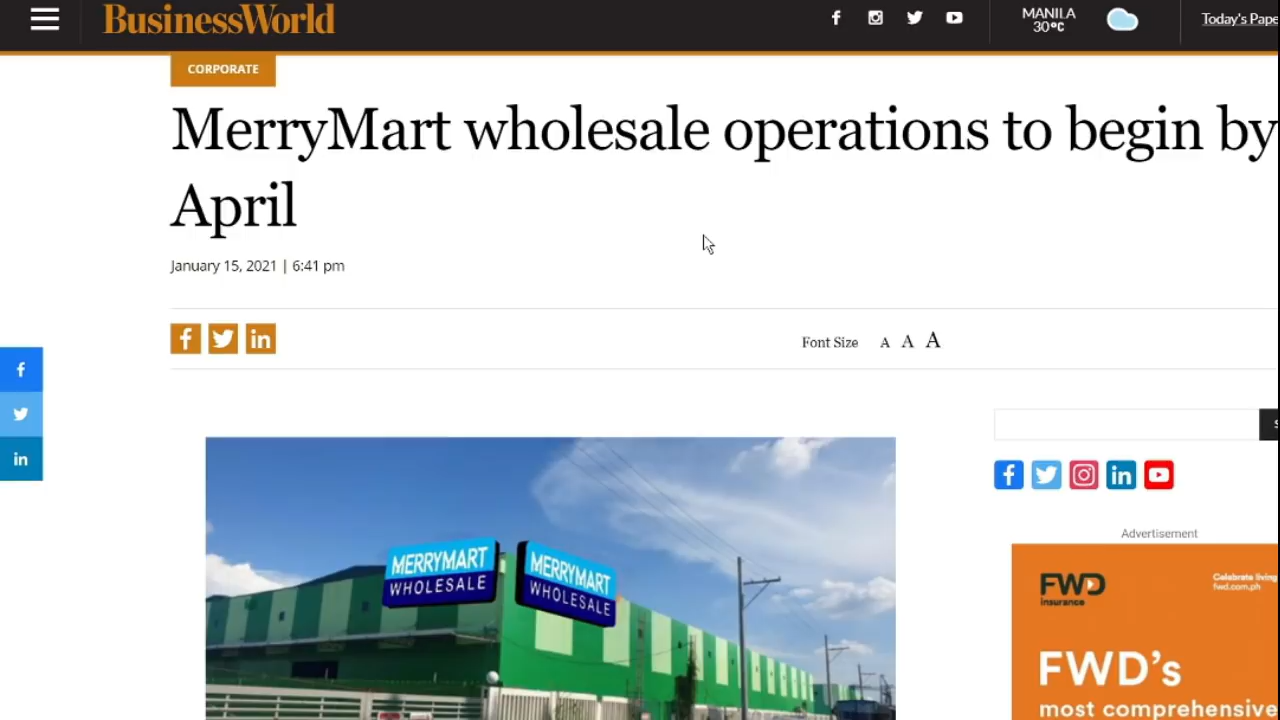 BusinessWorld
MANILA
30°C
Today's Pape
CORPORATE
MerryMart wholesale operations to begin by
April
January 15, 2021 | 6:41 pm
Font Size A A A
Advertisement
MERRYMART
WHOLESALE
MERRYMART
WHOLESALE
FWD
insurance
Celebrate living
fwd.com.ph
FWD's
most comprehensive